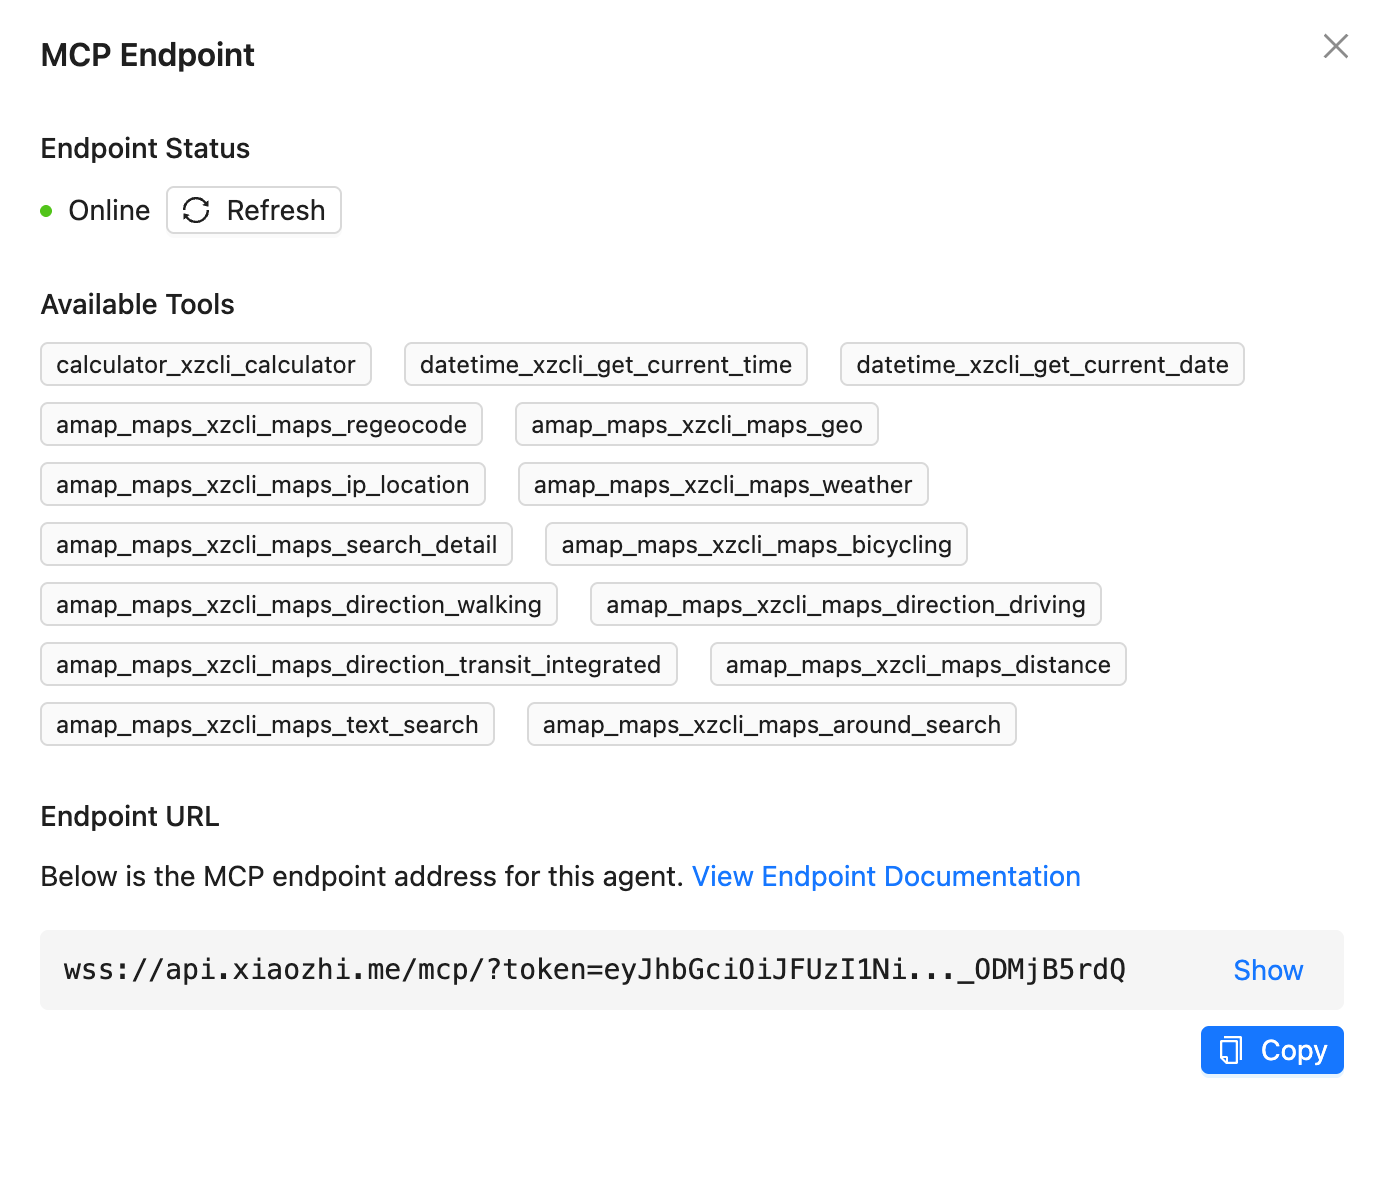 MCP Endpoint
Endpoint Status
Online Refresh
Available Tools
calculator_xzcli_calculator datetime_xzcli_get_current_time datetime_xzcli_get_current_date
amap_maps_xzcli_maps_regeocode amap_maps_xzcli_maps_geo
amap_maps_xzcli_maps_ip_location amap_maps_xzcli_maps_weather
amap_maps_xzcli_maps_search_detail amap_maps_xzcli_maps_bicycling
amap_maps_xzcli_maps_direction_walking amap_maps_xzcli_maps_direction_driving
amap_maps_xzcli_maps_direction_transit_integrated amap_maps_xzcli_maps_distance
amap_maps_xzcli_maps_text_search amap_maps_xzcli_maps_around_search
Endpoint URL
Below is the MCP endpoint address for this agent. View Endpoint Documentation
wss://api.xiaozhi.me/mcp/?token=eyJhbGciOiJFUzI1Ni..._ODMjB5rdQ Show
Copy